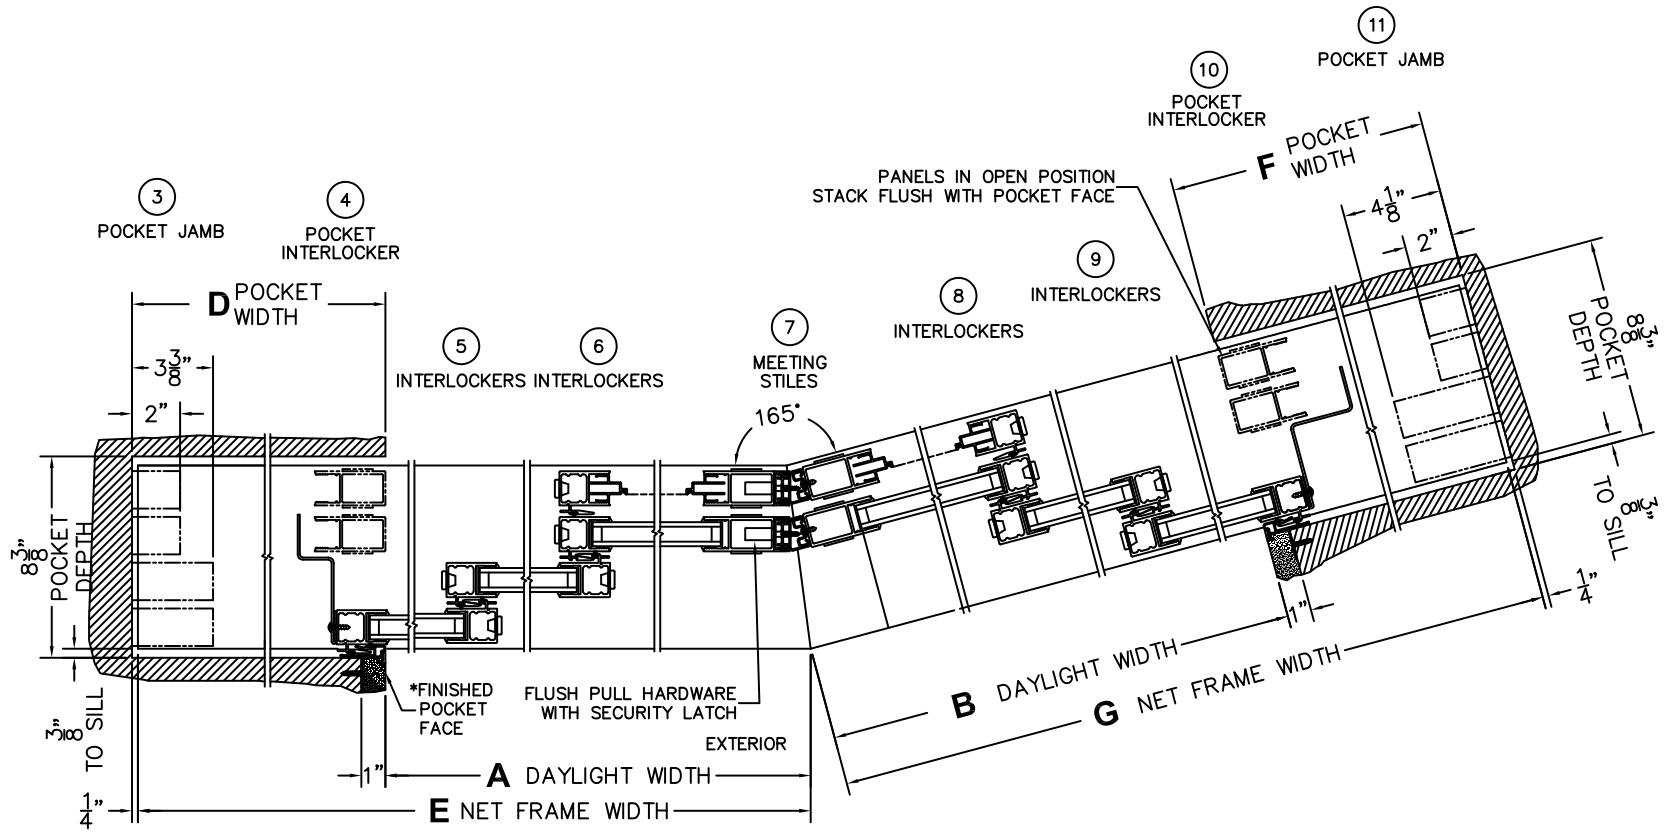 11
POCKET JAMB
10
POCKET
INTERLOCKER
F POCKET
WIDTH
PANELS IN OPEN POSITION
STACK FLUSH WITH POCKET FACE
4 1/8"
2"
3
POCKET JAMB
4
POCKET
INTERLOCKER
9
INTERLOCKERS
8
INTERLOCKERS
D POCKET
WIDTH
7
MEETING
STILES
5
INTERLOCKERS
6
INTERLOCKERS
3 3/8"
2"
165°
8 3/8"
POCKET
DEPTH
8 3/8"
POCKET
DEPTH
3/8"
TO SILL
3/8"
TO SILL
*FINISHED
POCKET
FACE
FLUSH PULL HARDWARE
WITH SECURITY LATCH
EXTERIOR
1"
A DAYLIGHT WIDTH
1/4"
E NET FRAME WIDTH
B DAYLIGHT WIDTH
1"
G NET FRAME WIDTH
1/4"